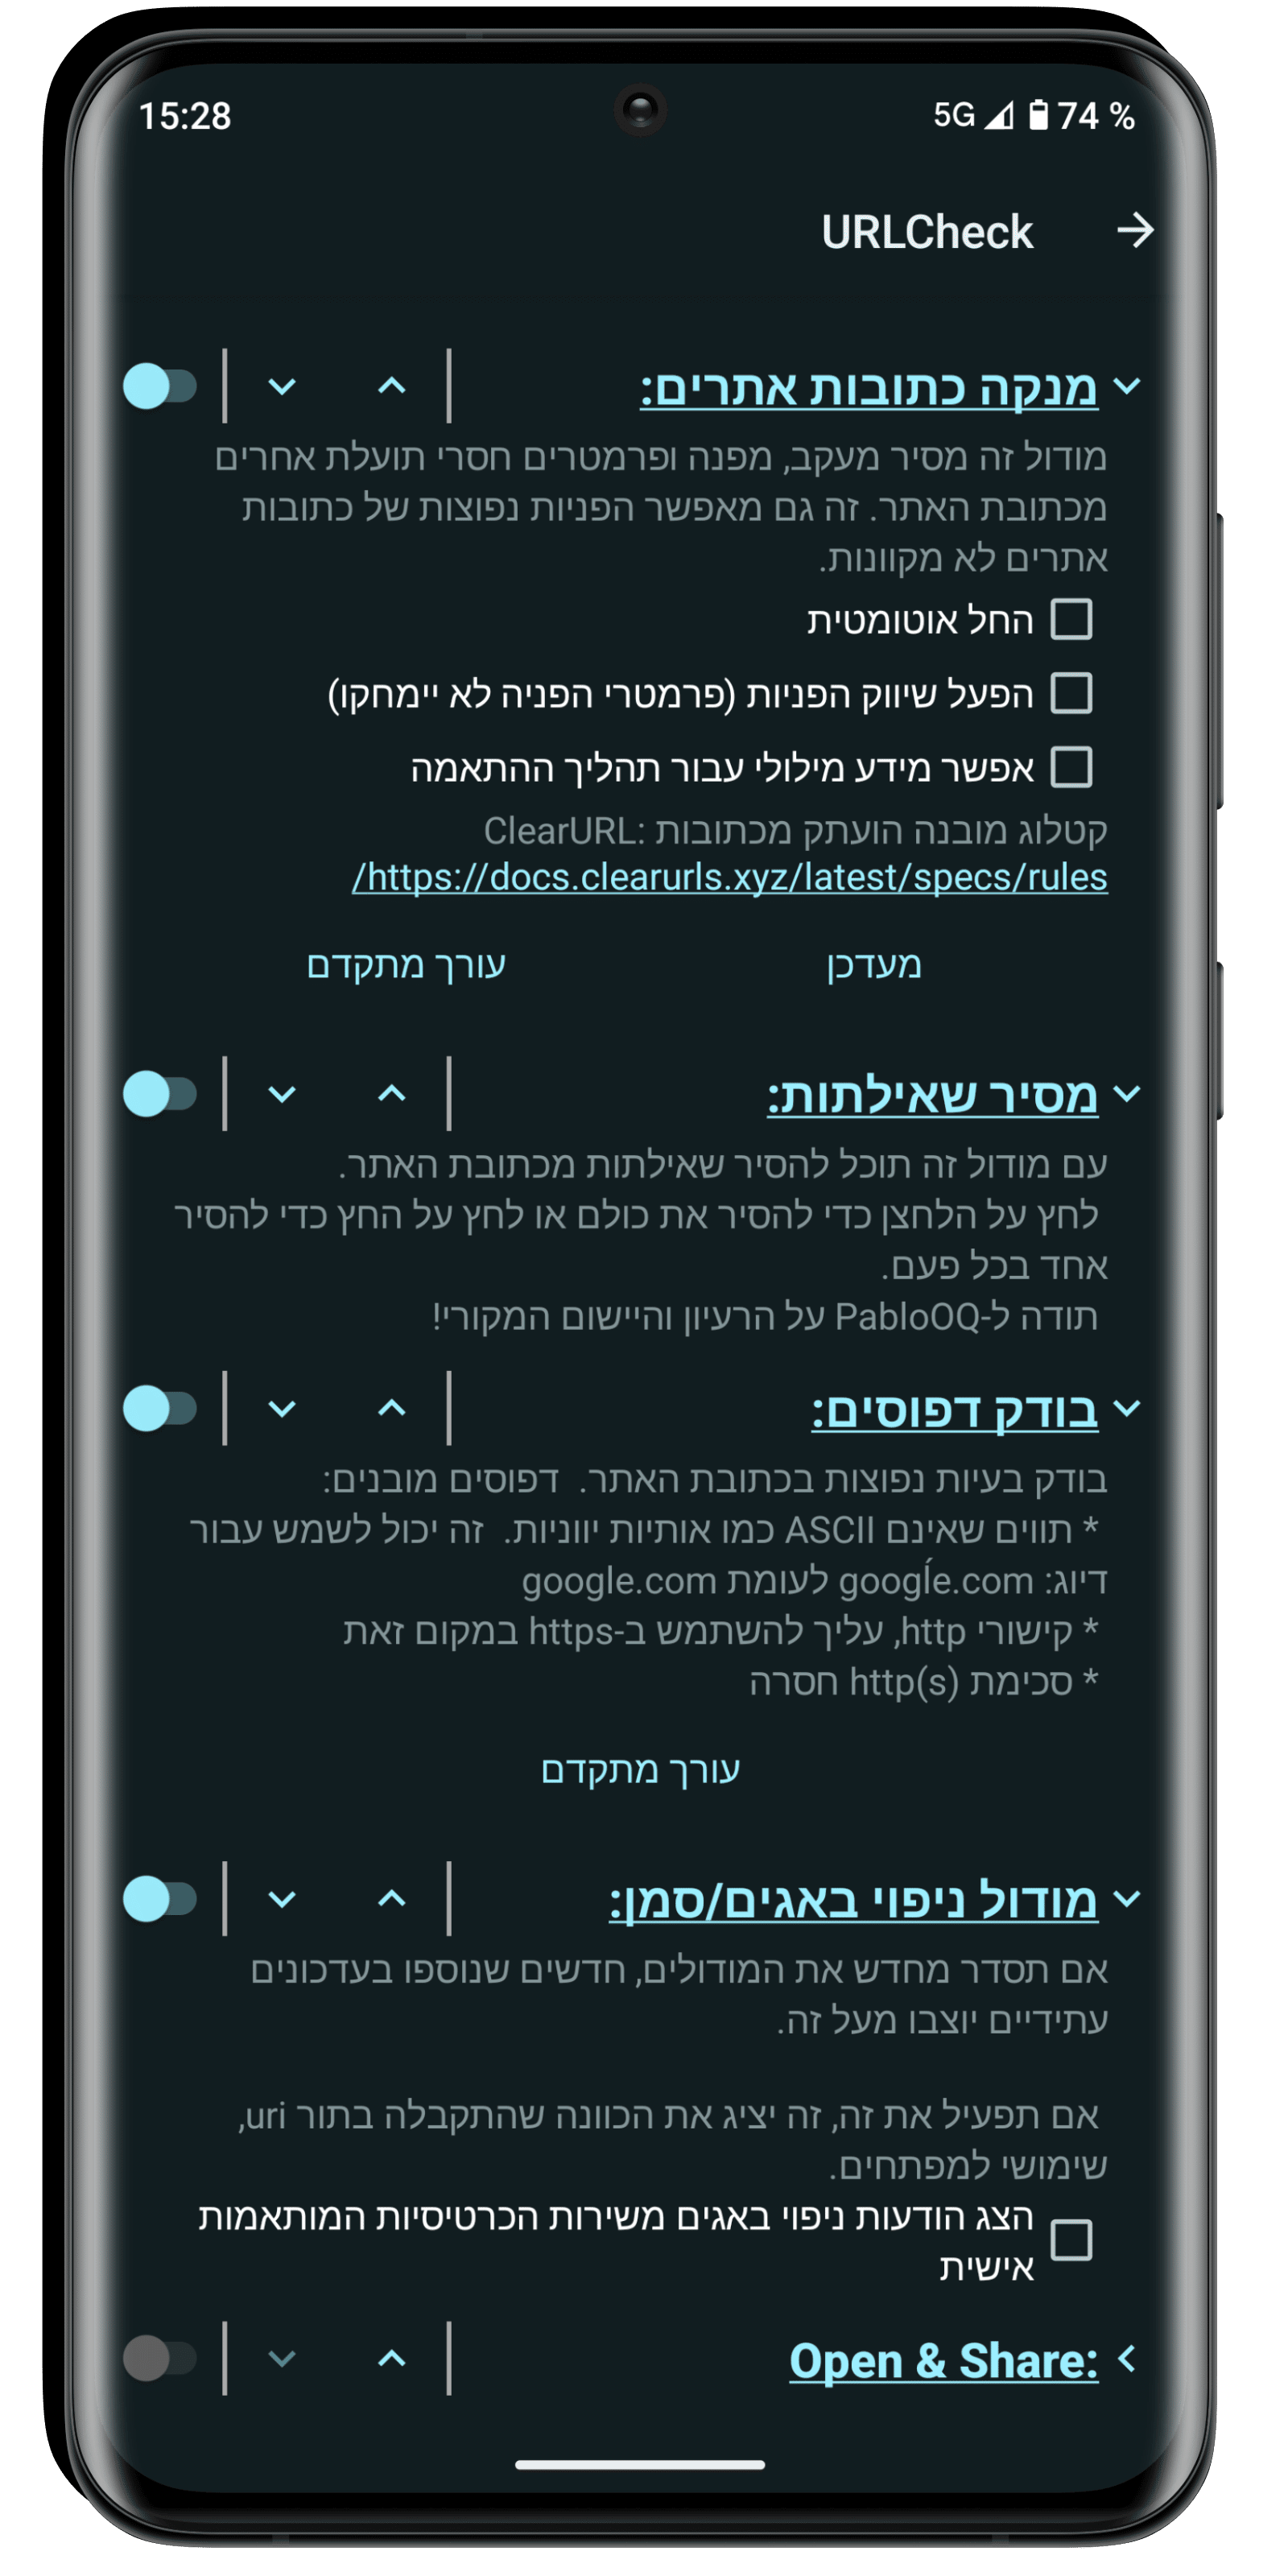 15:28
5G 74 %
URLCheck
מנקה כתובות אתרים:
מודול זה מסיר מעקב, מפנה ופרמטרים חסרי תועלת אחרים
מכתובת האתר. זה גם מאפשר הפניות נפוצות של כתובות
אתרים לא מקוונות.
החל אוטומטית
הפעל שיווק הפניות (פרמטרי הפניה לא יימחקו)
אפשר מידע מילולי עבור תהליך ההתאמה
קטלוג מובנה הועתק מכתובות ClearURL:
https://docs.clearurls.xyz/latest/specs/rules/
מעדכן
עורך מתקדם
מסיר שאילתות:
עם מודול זה תוכל להסיר שאילתות מכתובת האתר.
לחץ על הלחצן כדי להסיר את כולם או לחץ על החץ כדי להסיר
אחד בכל פעם.
תודה ל-PabloOQ על הרעיון והיישום המקורי!
בודק דפוסים:
בודק בעיות נפוצות בכתובת האתר. דפוסים מובנים:
* תווים שאינם ASCII כמו אותיות יווניות. זה יכול לשמש עבור
דיוג: googĺe.com לעומת google.com
* קישורי http, עליך להשתמש ב-https במקום זאת
* סכימת http(s) חסרה
עורך מתקדם
מודול ניפוי באגים/סמן:
אם תסדר מחדש את המודולים, חדשים שנוספו בעדכונים
עתידיים יוצבו מעל זה.
אם תפעיל את זה, זה יציג את הכוונה שהתקבלה בתור uri,
שימושי למפתחים.
הצג הודעות ניפוי באגים משירות הכרטיסיות המותאמות
אישית
Open & Share: